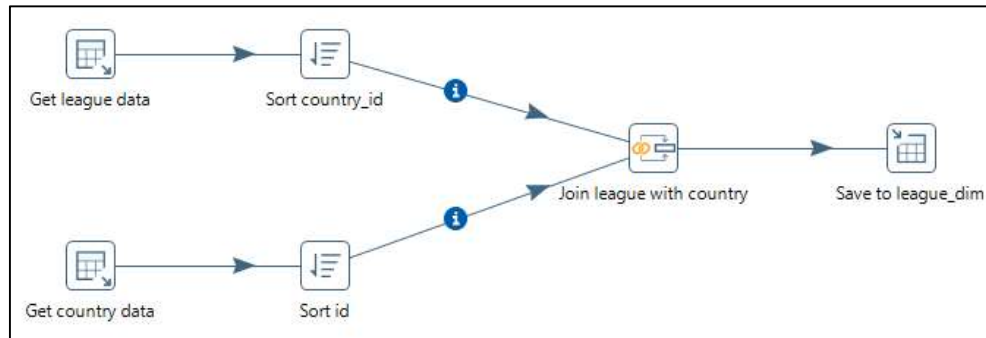 Get league data
Sort country_id
Join league with country
Save to league_dim
Get country data
Sort id